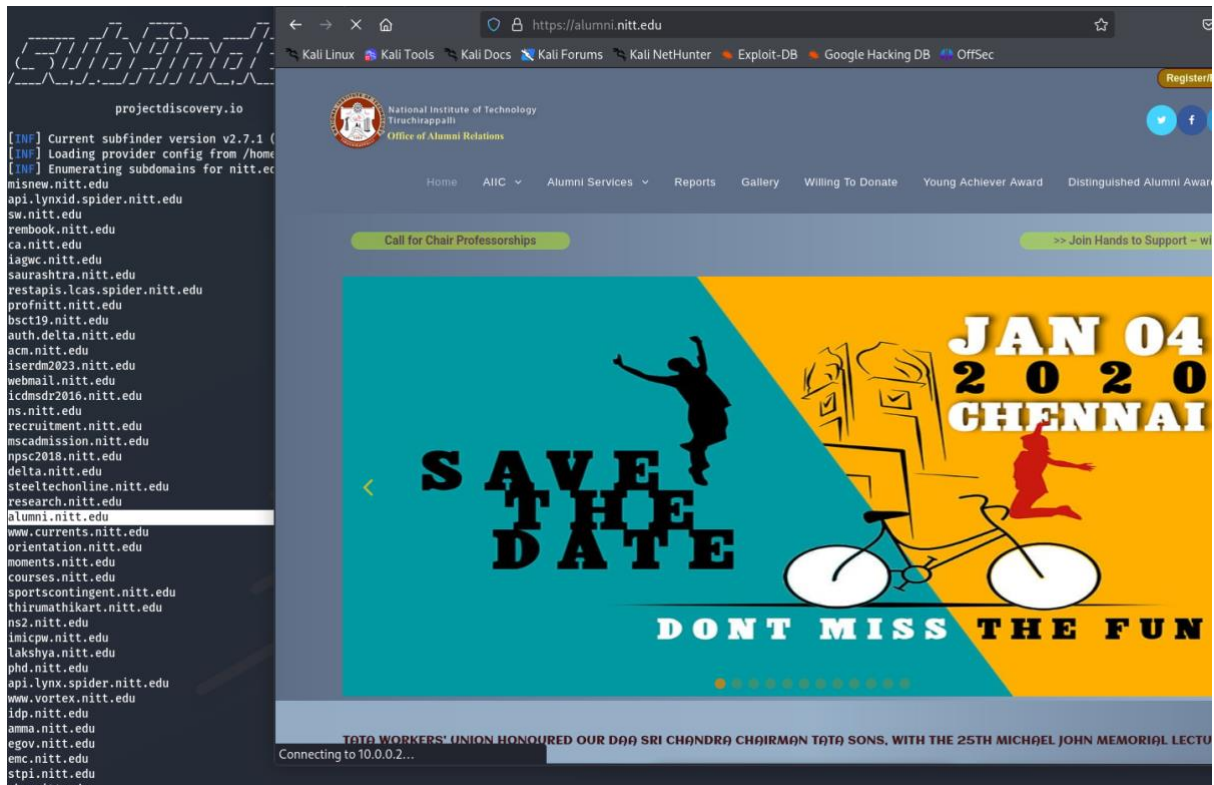 projectdiscovery.io
[INF] Current subfinder version v2.7.1 (
[INF] Loading provider config from /home
[INF] Enumerating subdomains for nitt.ed
misnew.nitt.edu
api.lynxid.spider.nitt.edu
sw.nitt.edu
rembook.nitt.edu
ca.nitt.edu
iagwc.nitt.edu
saurashtra.nitt.edu
restapis.lcas.spider.nitt.edu
profnitt.nitt.edu
bsct19.nitt.edu
auth.delta.nitt.edu
acm.nitt.edu
iserdm2023.nitt.edu
webmail.nitt.edu
icdmsdr2016.nitt.edu
ns.nitt.edu
recruitment.nitt.edu
mscadmission.nitt.edu
npsc2018.nitt.edu
delta.nitt.edu
steeltechonline.nitt.edu
research.nitt.edu
alumni.nitt.edu
www.currents.nitt.edu
orientation.nitt.edu
moments.nitt.edu
courses.nitt.edu
sportscontingent.nitt.edu
thirumathikart.nitt.edu
ns2.nitt.edu
imicpw.nitt.edu
lakshya.nitt.edu
phd.nitt.edu
api.lynx.spider.nitt.edu
www.vortex.nitt.edu
idp.nitt.edu
amma.nitt.edu
egov.nitt.edu
emc.nitt.edu
stpi.nitt.edu
https://alumni.nitt.edu
Kali Linux Kali Tools Kali Docs Kali Forums Kali NetHunter Exploit-DB Google Hacking DB OffSec
Register/
National Institute of Technology
Tiruchirappalli
Office of Alumni Relations
Home AIIC Alumni Services Reports Gallery Willing To Donate Young Achiever Award Distinguished Alumni Awar
Call for Chair Professorships >> Join Hands to Support – wi
JAN 04
2020
CHENNAI
SAVE
THE
DATE
DONT MISS THE FUN
TATA WORKERS' UNION HONOURED OUR DAA SRI CHANDRA CHAIRMAN TATA SONS, WITH THE 25TH MICHAEL JOHN MEMORIAL LECTU
Connecting to 10.0.0.2...